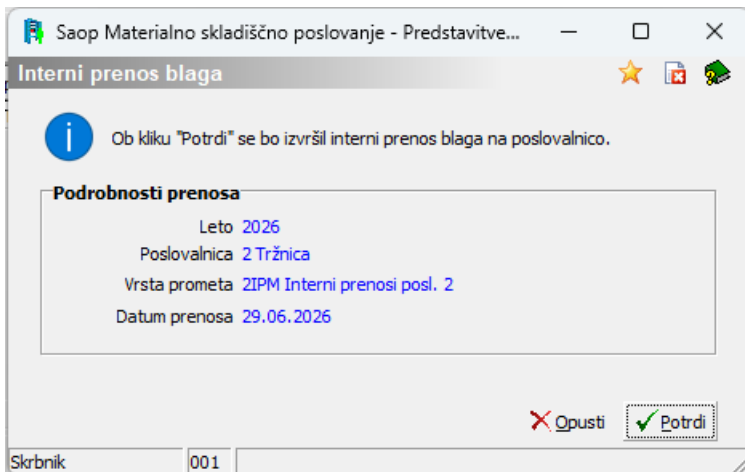 Saop Materialno skladiščno poslovanje - Predstavitve...
Interni prenos blaga
Ob kliku "Potrdi" se bo izvršil interni prenos blaga na poslovalnico.
Podrobnosti prenosa
Leto 2026
Poslovalnica 2 Tržnica
Vrsta prometa 2IPM Interni prenosi posl. 2
Datum prenosa 29.06.2026
Opusti Potrdi
Skrbnik 001